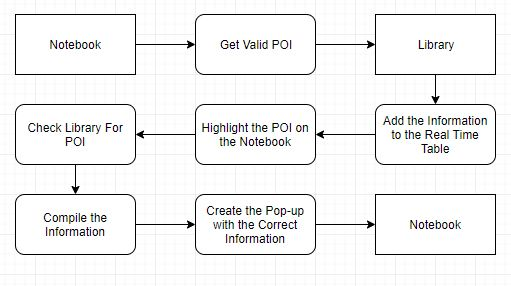 Notebook
Get Valid POI
Library
Add the Information
to the Real Time
Table
Highlight the POI on
the Notebook
Check Library For
POI
Compile the
Information
Create the Pop-up
with the Correct
Information
Notebook